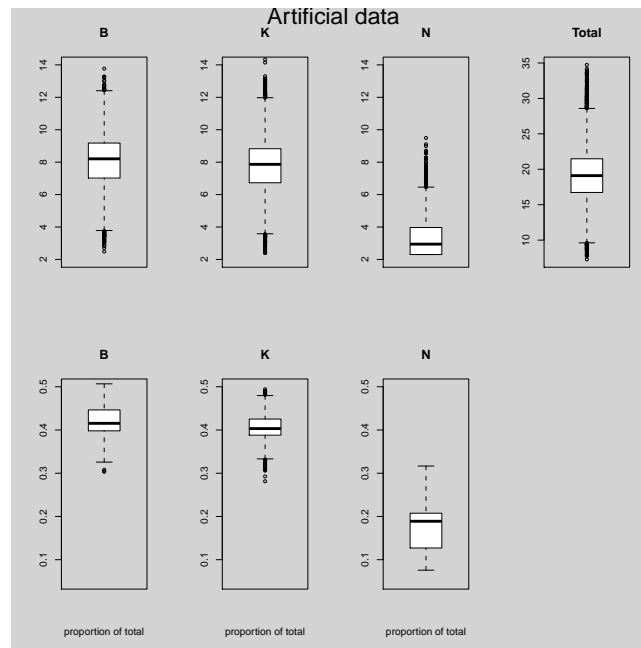 Artificial data
B K N Total
14 14 14 35
12 12 12 30
10 10 10 25
8 8 8 20
6 6 6 15
4 4 4 10
2 2 2
B K N
0.5 0.5 0.5
0.4 0.4 0.4
0.3 0.3 0.3
0.2 0.2 0.2
0.1 0.1 0.1
proportion of total proportion of total proportion of total